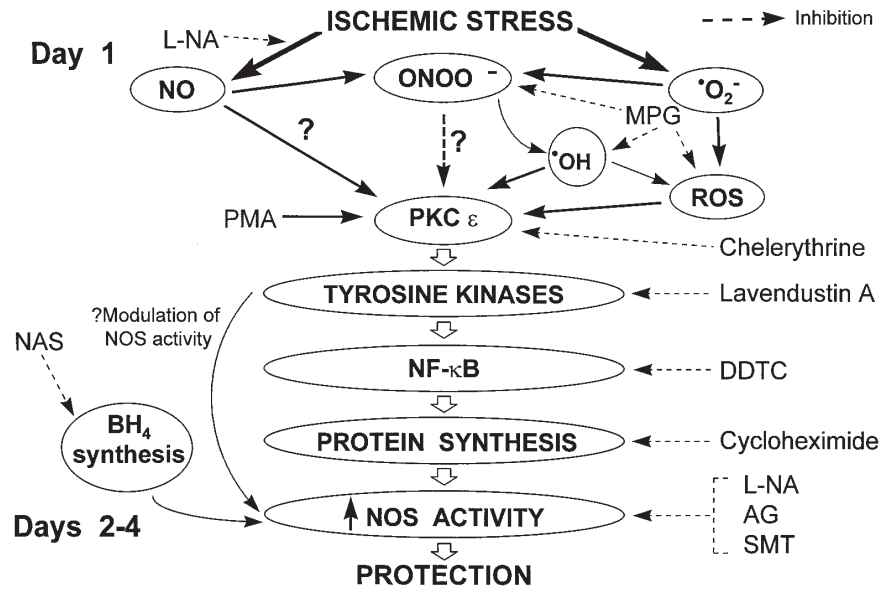 ISCHEMIC STRESS
Inhibition
L-NA
Day 1
NO
ONOO⁻
•O₂⁻
MPG
?
?
•OH
ROS
PMA
PKC ε
Chelerythrine
TYROSINE KINASES
Lavendustin A
?Modulation of
NOS activity
NAS
NF-κB
DDTC
BH₄
synthesis
PROTEIN SYNTHESIS
Cycloheximide
L-NA
NOS ACTIVITY
AG
Days 2-4
SMT
PROTECTION